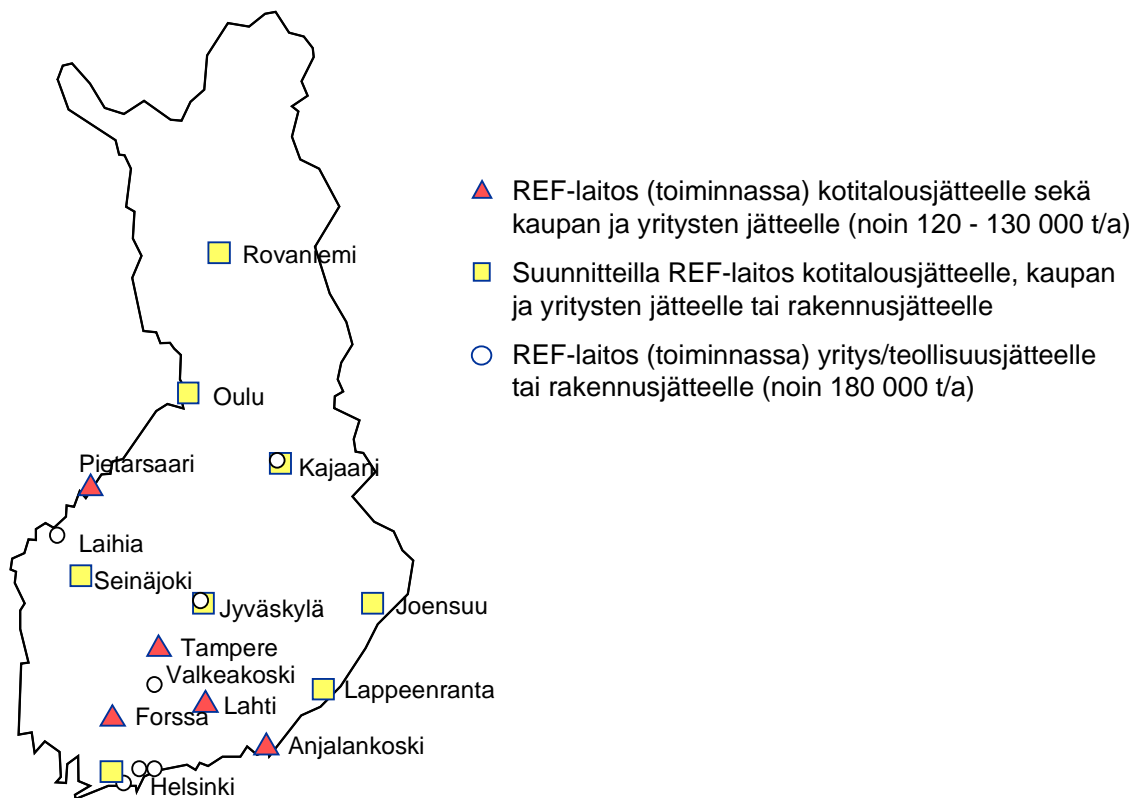 REF-laitos (toiminnassa) kotitalousjätteelle sekä
kaupan ja yritysten jätteelle (noin 120 - 130 000 t/a)
Suunnitteilla REF-laitos kotitalousjätteelle, kaupan
ja yritysten jätteelle tai rakennusjätteelle
REF-laitos (toiminnassa) yritys/teollisuusjätteelle
tai rakennusjätteelle (noin 180 000 t/a)
Rovaniemi
Oulu
Pietarsaari
Kajaani
Laihia
Seinäjoki
Jyväskylä
Joensuu
Tampere
Valkeakoski
Lappeenranta
Lahti
Forssa
Anjalankoski
Helsinki